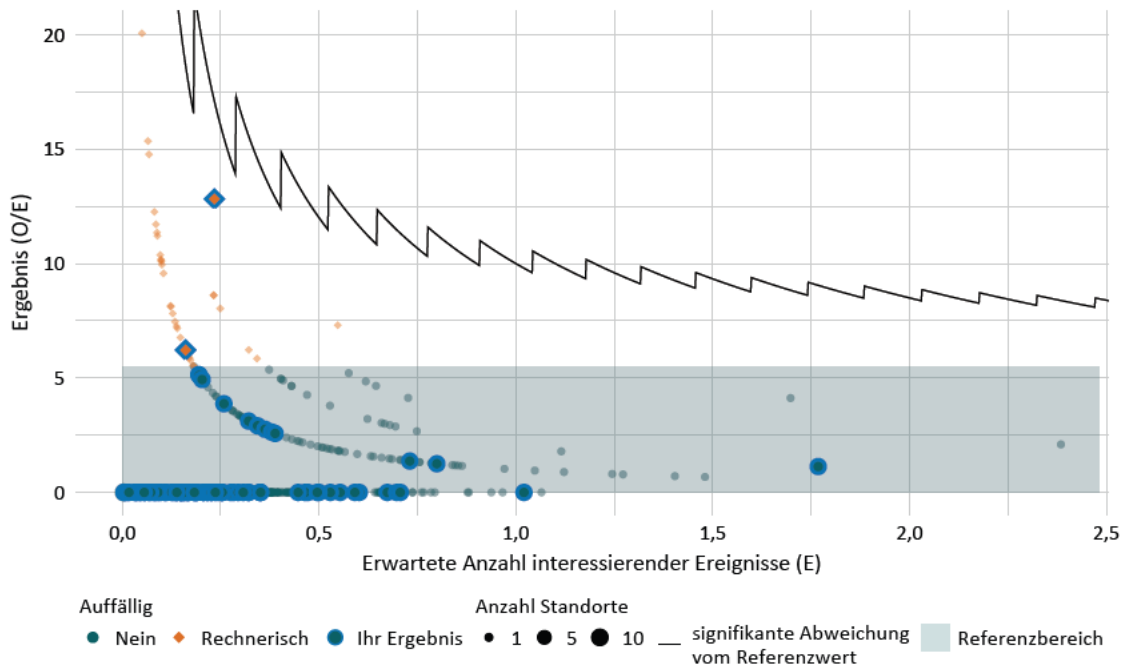 20
15
10
5
0
Ergebnis (O/E)
0,0 0,5 1,0 1,5 2,0 2,5
Erwartete Anzahl interessierender Ereignisse (E)
Auffällig
Nein Rechnerisch Ihr Ergebnis
Anzahl Standorte
1 5 10
signifikante Abweichung
vom Referenzwert
Referenzbereich